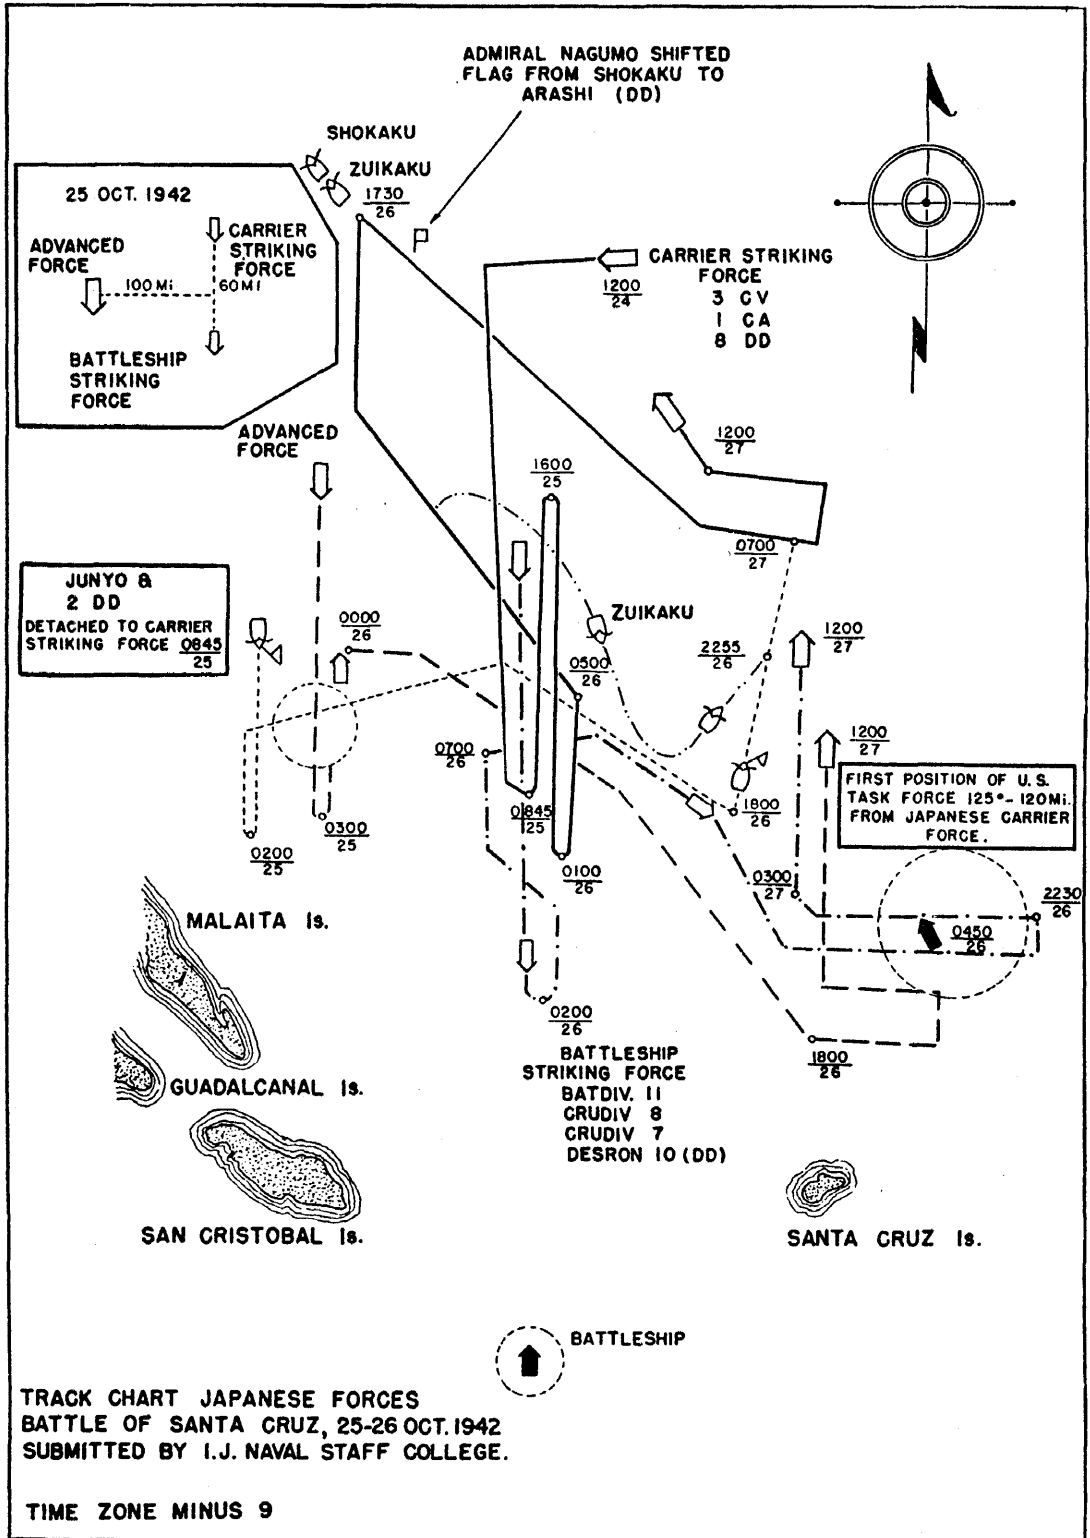 ADMIRAL NAGUMO SHIFTED
FLAG FROM SHOKAKU TO
ARASHI (DD)
SHOKAKU
ZUIKAKU
1730
26
25 OCT. 1942
ADVANCED
FORCE
CARRIER
STRIKING
FORCE
100 Mi
60 MI
BATTLESHIP
STRIKING
FORCE
1200
24
CARRIER STRIKING
FORCE
3 CV
1 CA
8 DD
ADVANCED
FORCE
1200
27
1600
25
0700
27
JUNYO &
2 DD
DETACHED TO CARRIER
STRIKING FORCE 0845
25
0000
26
ZUIKAKU
0500
26
2255
26
1200
27
0700
26
1200
27
FIRST POSITION OF U.S.
TASK FORCE 125°-120Mi.
FROM JAPANESE CARRIER
FORCE.
0845
25
1800
26
0200
25
0300
25
0100
26
0300
27
2230
26
0450
26
MALAITA Is.
0200
26
1800
26
BATTLESHIP
STRIKING FORCE
BATDIV. 11
CRUDIV 8
CRUDIV 7
DESRON 10 (DD)
GUADALCANAL Is.
SAN CRISTOBAL Is.
SANTA CRUZ Is.
BATTLESHIP
TRACK CHART JAPANESE FORCES
BATTLE OF SANTA CRUZ, 25-26 OCT. 1942
SUBMITTED BY I.J. NAVAL STAFF COLLEGE.
TIME ZONE MINUS 9